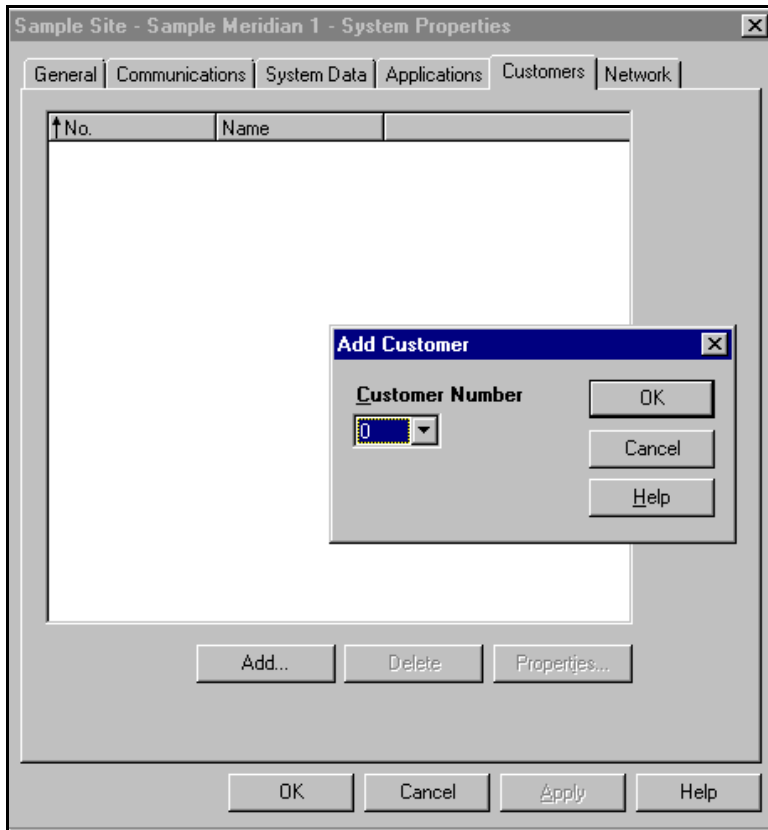 Sample Site - Sample Meridian 1 - System Properties
General Communications System Data Applications Customers Network
No. Name
Add Customer
Customer Number
0
OK
Cancel
Help
Add... Delete Properties...
OK Cancel Apply Help